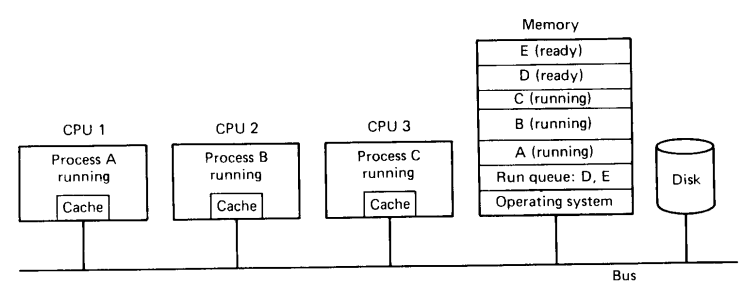 Memory
E (ready)
D (ready)
C (running)
B (running)
A (running)
Run queue: D, E
Operating system
CPU 1
Process A
running
Cache
CPU 2
Process B
running
Cache
CPU 3
Process C
running
Cache
Disk
Bus